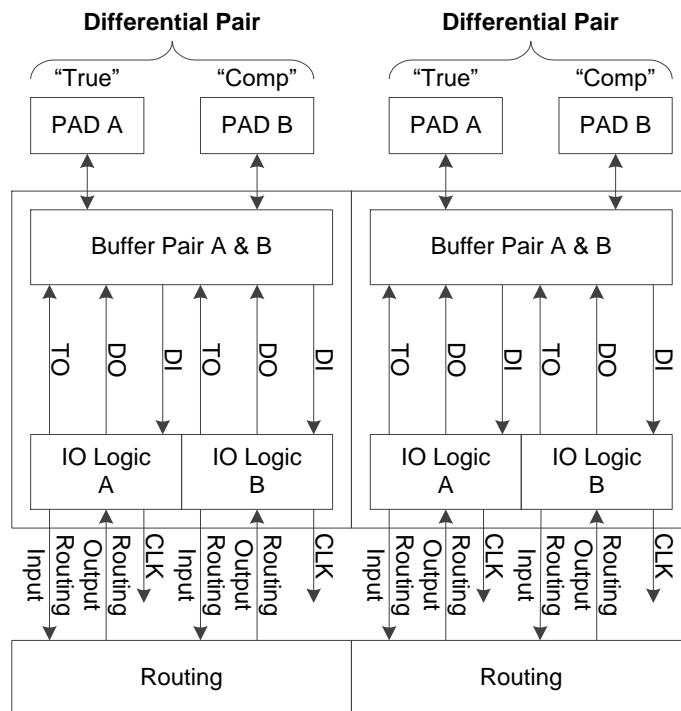 Differential Pair Differential Pair
“True” “Comp” “True” “Comp”
PAD A PAD B PAD A PAD B
Buffer Pair A & B Buffer Pair A & B
TO DO DI TO DO DI TO DO DI TO DO DI
IO Logic IO Logic IO Logic IO Logic
A B A B
Routing Input Routing Output CLK Routing Input Routing Output CLK Routing Input Routing Output CLK Routing Input Routing Output CLK
Routing Routing